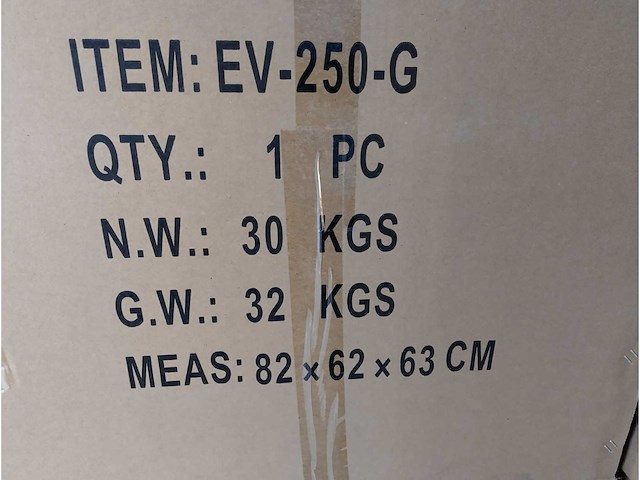 ITEM: EV-250-G
QTY.: 1 PC
N.W.: 30 KGS
G.W.: 32 KGS
MEAS: 82 × 62 × 63 CM